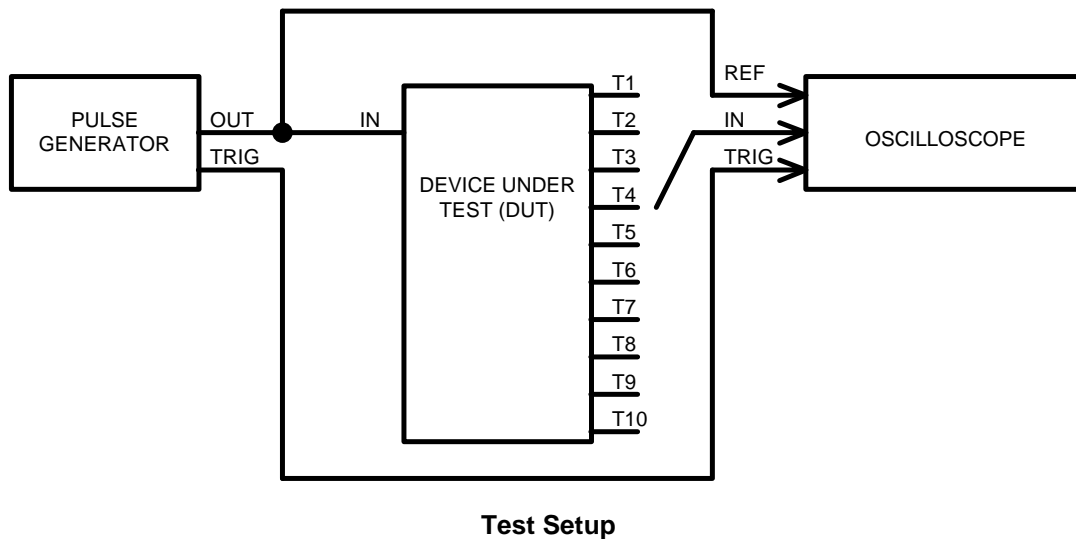 PULSE
GENERATOR
OUT
TRIG
IN
DEVICE UNDER
TEST (DUT)
T1
T2
T3
T4
T5
T6
T7
T8
T9
T10
REF
IN
TRIG
OSCILLOSCOPE
Test Setup